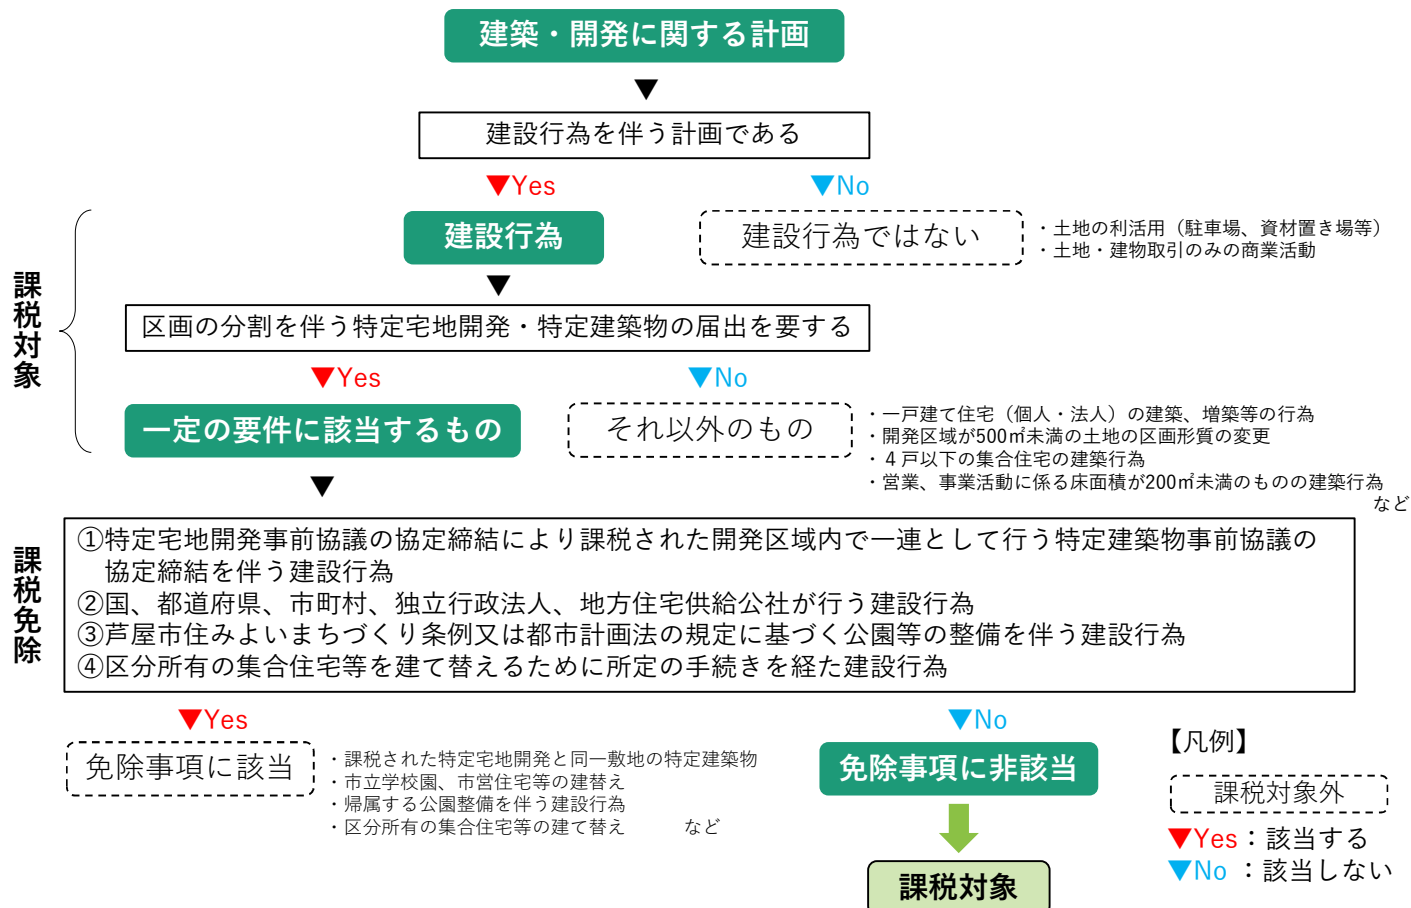 建築・開発に関する計画
▼
建設行為を伴う計画である
▼Yes
▼No
課税対象
建設行為
建設行為ではない
・土地の利活用（駐車場、資材置き場等）
・土地・建物取引のみの商業活動
▼
区画の分割を伴う特定宅地開発・特定建築物の届出を要する
▼Yes
▼No
一定の要件に該当するもの
それ以外のもの
・一戸建て住宅（個人・法人）の建築、増築等の行為
・開発区域が500㎡未満の土地の区画形質の変更
・４戸以下の集合住宅の建築行為
・営業、事業活動に係る床面積が200㎡未満のものの建築行為
など
▼
課税免除
①特定宅地開発事前協議の協定締結により課税された開発区域内で一連として行う特定建築物事前協議の
協定締結を伴う建設行為
②国、都道府県、市町村、独立行政法人、地方住宅供給公社が行う建設行為
③芦屋市住みよいまちづくり条例又は都市計画法の規定に基づく公園等の整備を伴う建設行為
④区分所有の集合住宅等を建て替えるために所定の手続きを経た建設行為
▼Yes
▼No
免除事項に該当
・課税された特定宅地開発と同一敷地の特定建築物
・市立学校園、市営住宅等の建替え
・帰属する公園整備を伴う建設行為
・区分所有の集合住宅等の建て替え　　　など
免除事項に非該当
課税対象
【凡例】
課税対象外
▼Yes：該当する
▼No ：該当しない